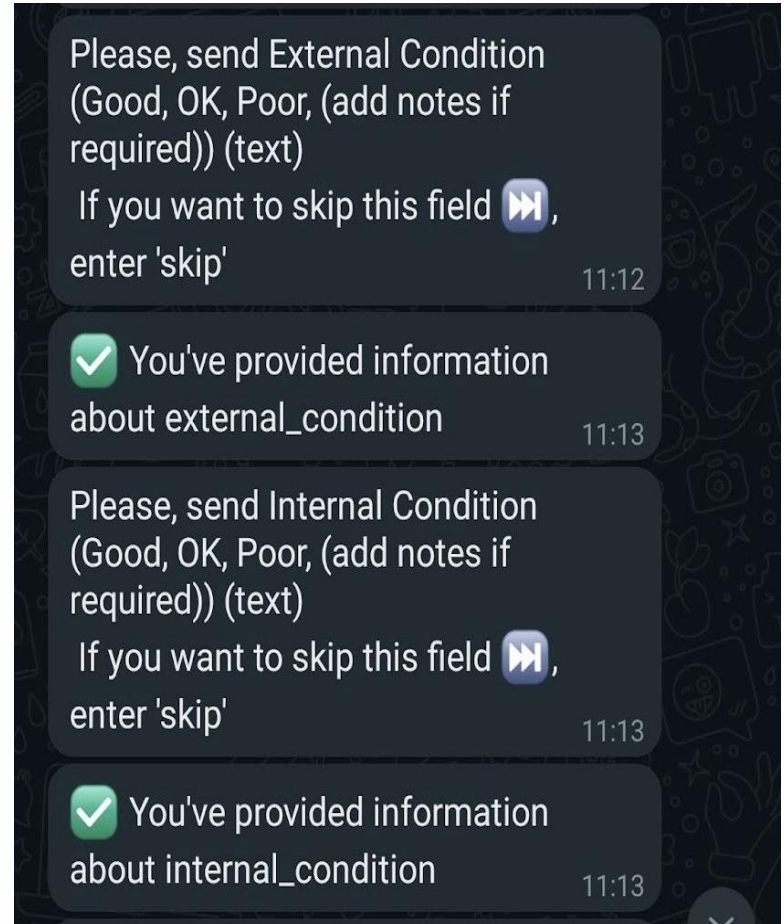 Please, send External Condition
(Good, OK, Poor, (add notes if
required)) (text)
If you want to skip this field ⏭️,
enter 'skip'
11:12
✅ You've provided information
about external_condition
11:13
Please, send Internal Condition
(Good, OK, Poor, (add notes if
required)) (text)
If you want to skip this field ⏭️,
enter 'skip'
11:13
✅ You've provided information
about internal_condition
11:13